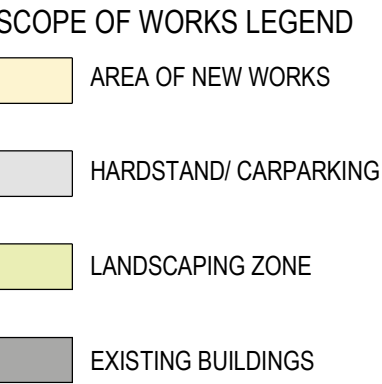 SCOPE OF WORKS LEGEND
AREA OF NEW WORKS
HARDSTAND/ CARPARKING
LANDSCAPING ZONE
EXISTING BUILDINGS